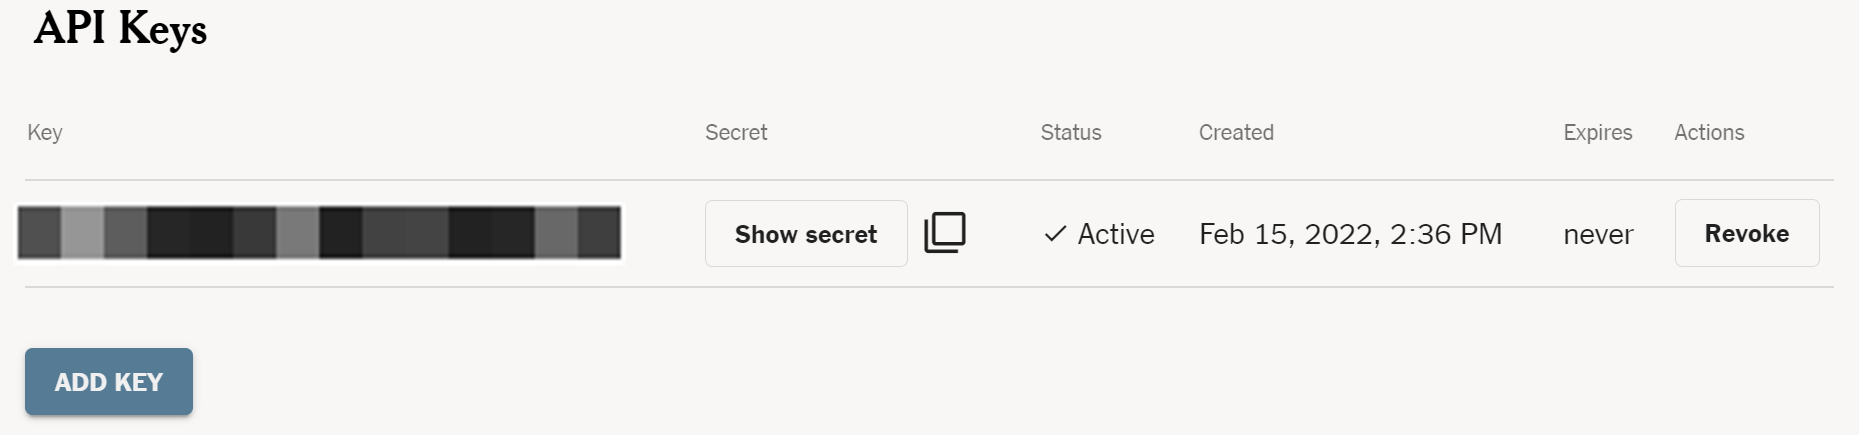 API Keys
Key Secret Status Created Expires Actions
Show secret Active Feb 15, 2022, 2:36 PM never Revoke
ADD KEY